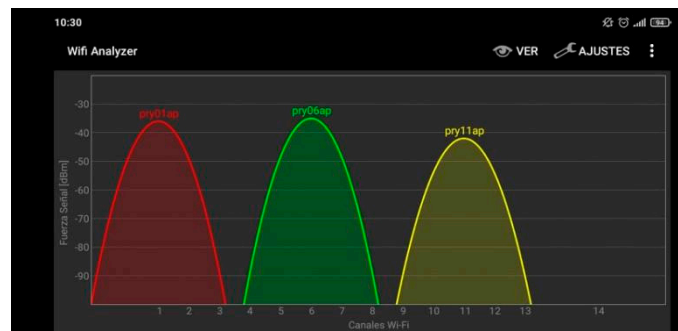 10:30
94
Wifi Analyzer
VER
AJUSTES
Fuerza Señal [dBm]
-30
-40
-50
-60
-70
-80
-90
pry01ap
pry06ap
pry11ap
1 2 3 4 5 6 7 8 9 10 11 12 13 14
Canales Wi-Fi